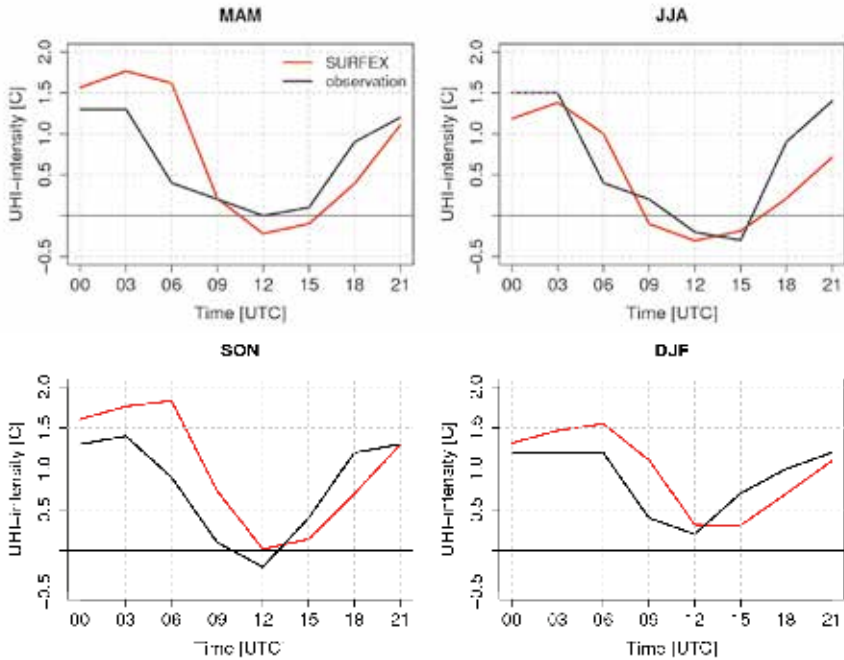 MAM
UHI-intensity [C]
2.0
1.5
1.0
0.5
-0.5
SURFEX
observation
00 03 06 09 12 15 18 21
Time [UTC]
JJA
UHI-intensity [C]
2.0
1.5
1.0
0.5
-0.5
00 03 06 09 12 15 18 21
Time [UTC]
SON
UHI-intensity [C]
2.0
1.5
1.0
0.5
-0.5
00 03 06 09 12 15 18 21
Time [UTC]
DJF
UHI-intensity [C]
2.0
1.5
1.0
0.5
-0.5
00 03 06 09 12 15 18 21
Time [UTC]